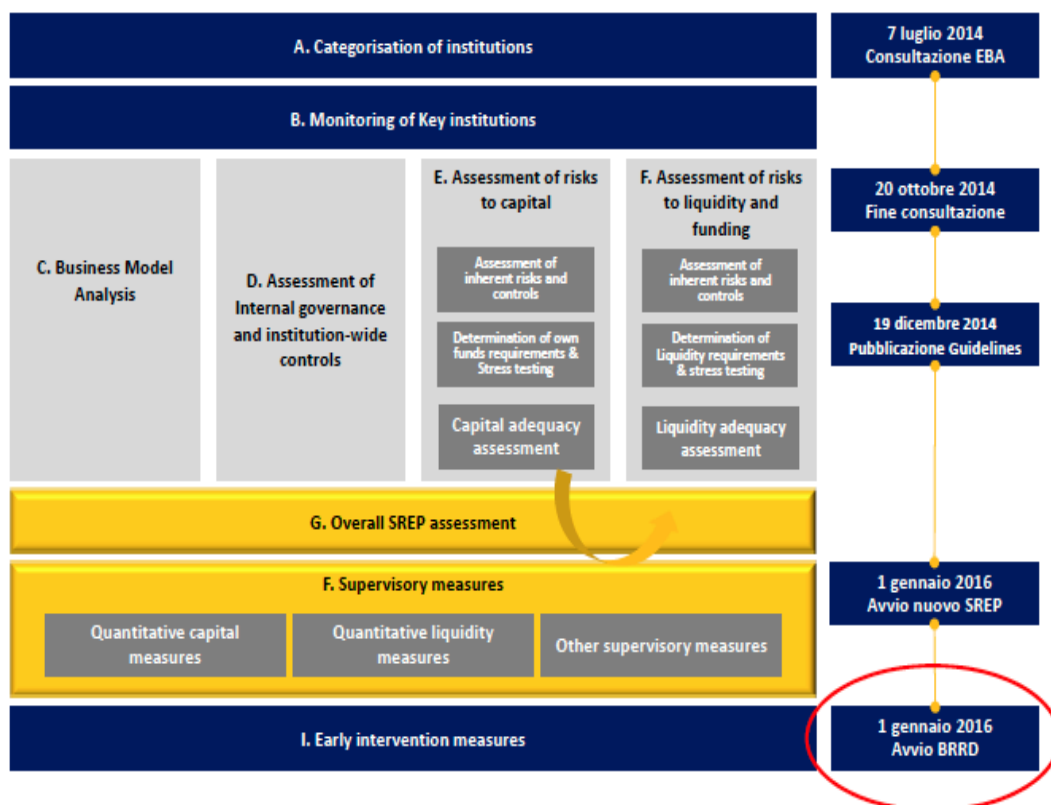 A. Categorisation of institutions
B. Monitoring of Key institutions
C. Business Model
Analysis
D. Assessment of
Internal governance
and institution-wide
controls
E. Assessment of risks
to capital
Assessment of
inherent risks and
controls
Determination of own
funds requirements &
Stress testing
Capital adequacy
assessment
F. Assessment of risks
to liquidity and
funding
Assessment of
inherent risks and
controls
Determination of
Liquidity requirements
& stress testing
Liquidity adequacy
assessment
G. Overall SREP assessment
F. Supervisory measures
Quantitative capital
measures
Quantitative liquidity
measures
Other supervisory measures
I. Early intervention measures
7 luglio 2014
Consultazione EBA
20 ottobre 2014
Fine consultazione
19 dicembre 2014
Pubblicazione Guidelines
1 gennaio 2016
Avvio nuovo SREP
1 gennaio 2016
Avvio BRRD